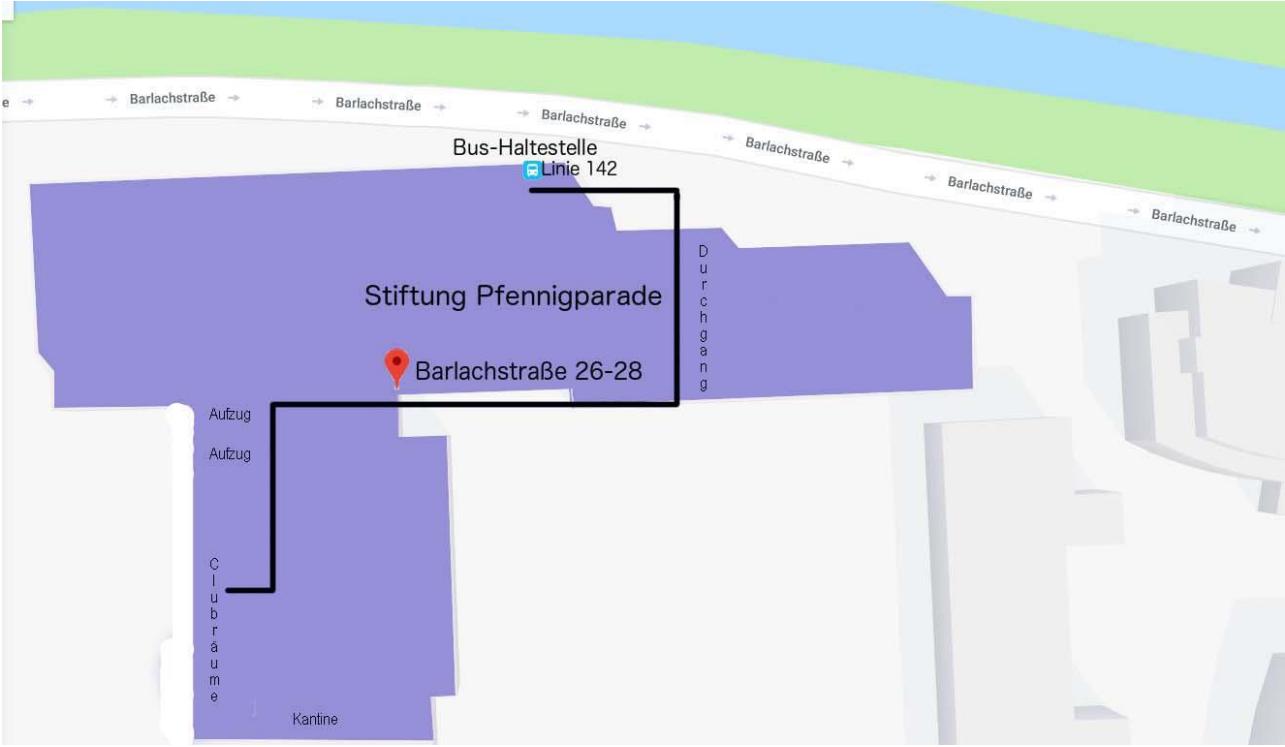 e
Barlachstraße
Barlachstraße
Barlachstraße
Barlachstraße
Barlachstraße
Barlachstraße
Bus-Haltestelle
Linie 142
Durchgang
Stiftung Pfennigparade
Barlachstraße 26-28
Aufzug
Aufzug
Clubräume
Kantine